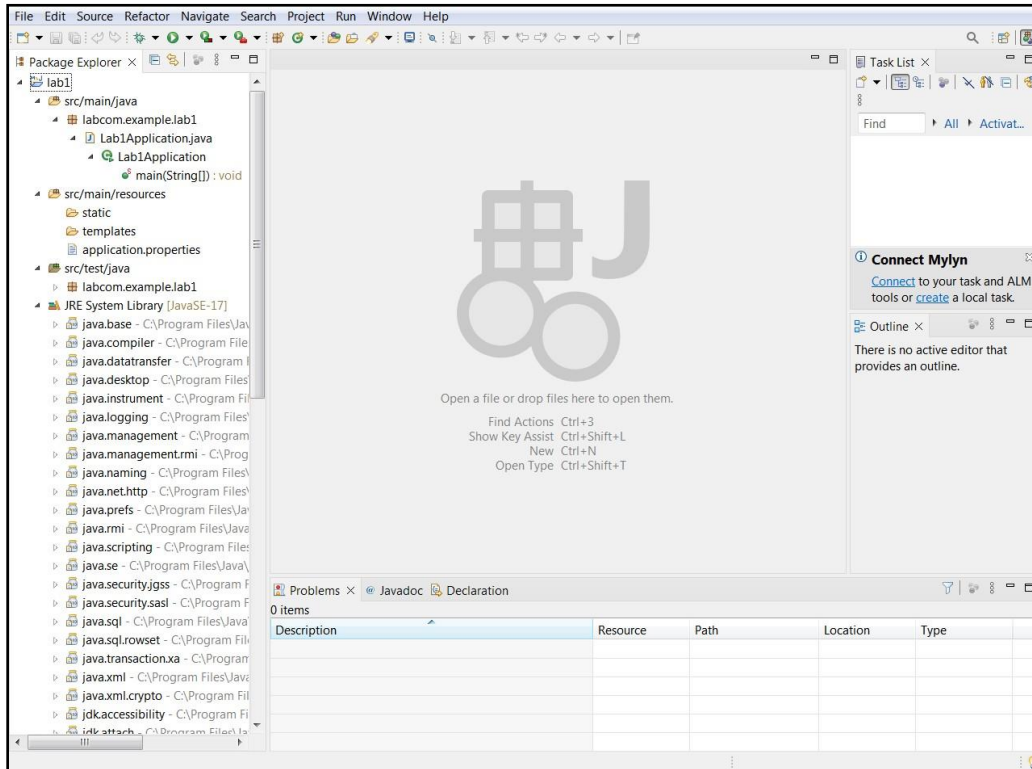 File Edit Source Refactor Navigate Search Project Run Window Help
Package Explorer
lab1
src/main/java
labcom.example.lab1
Lab1Application.java
Lab1Application
main(String[]) : void
src/main/resources
static
templates
application.properties
src/test/java
labcom.example.lab1
JRE System Library [JavaSE-17]
java.base - C:\Program Files\Jav
java.compiler - C:\Program File
java.datatransfer - C:\Program
java.desktop - C:\Program Files
java.instrument - C:\Program Fi
java.logging - C:\Program Files
java.management - C:\Program
java.management.rmi - C:\Prog
java.naming - C:\Program Files
java.net.http - C:\Program Files
java.prefs - C:\Program Files\Ja
java.rmi - C:\Program Files\Java
java.scripting - C:\Program Files
java.se - C:\Program Files\Java\
java.security.jgss - C:\Program F
java.security.sasl - C:\Program F
java.sql - C:\Program Files\Java
java.sql.rowset - C:\Program File
java.transaction.xa - C:\Program
java.xml - C:\Program Files\Java
java.xml.crypto - C:\Program Fil
jdk.accessibility - C:\Program Fi
jdk.attach - C:\Program Files\Ja
Open a file or drop files here to open them.
Find Actions Ctrl+3
Show Key Assist Ctrl+Shift+L
New Ctrl+N
Open Type Ctrl+Shift+T
Task List
Find All Activat...
Connect Mylyn
Connect to your task and ALM
tools or create a local task.
Outline
There is no active editor that
provides an outline.
Problems @ Javadoc Declaration
0 items
Description Resource Path Location Type